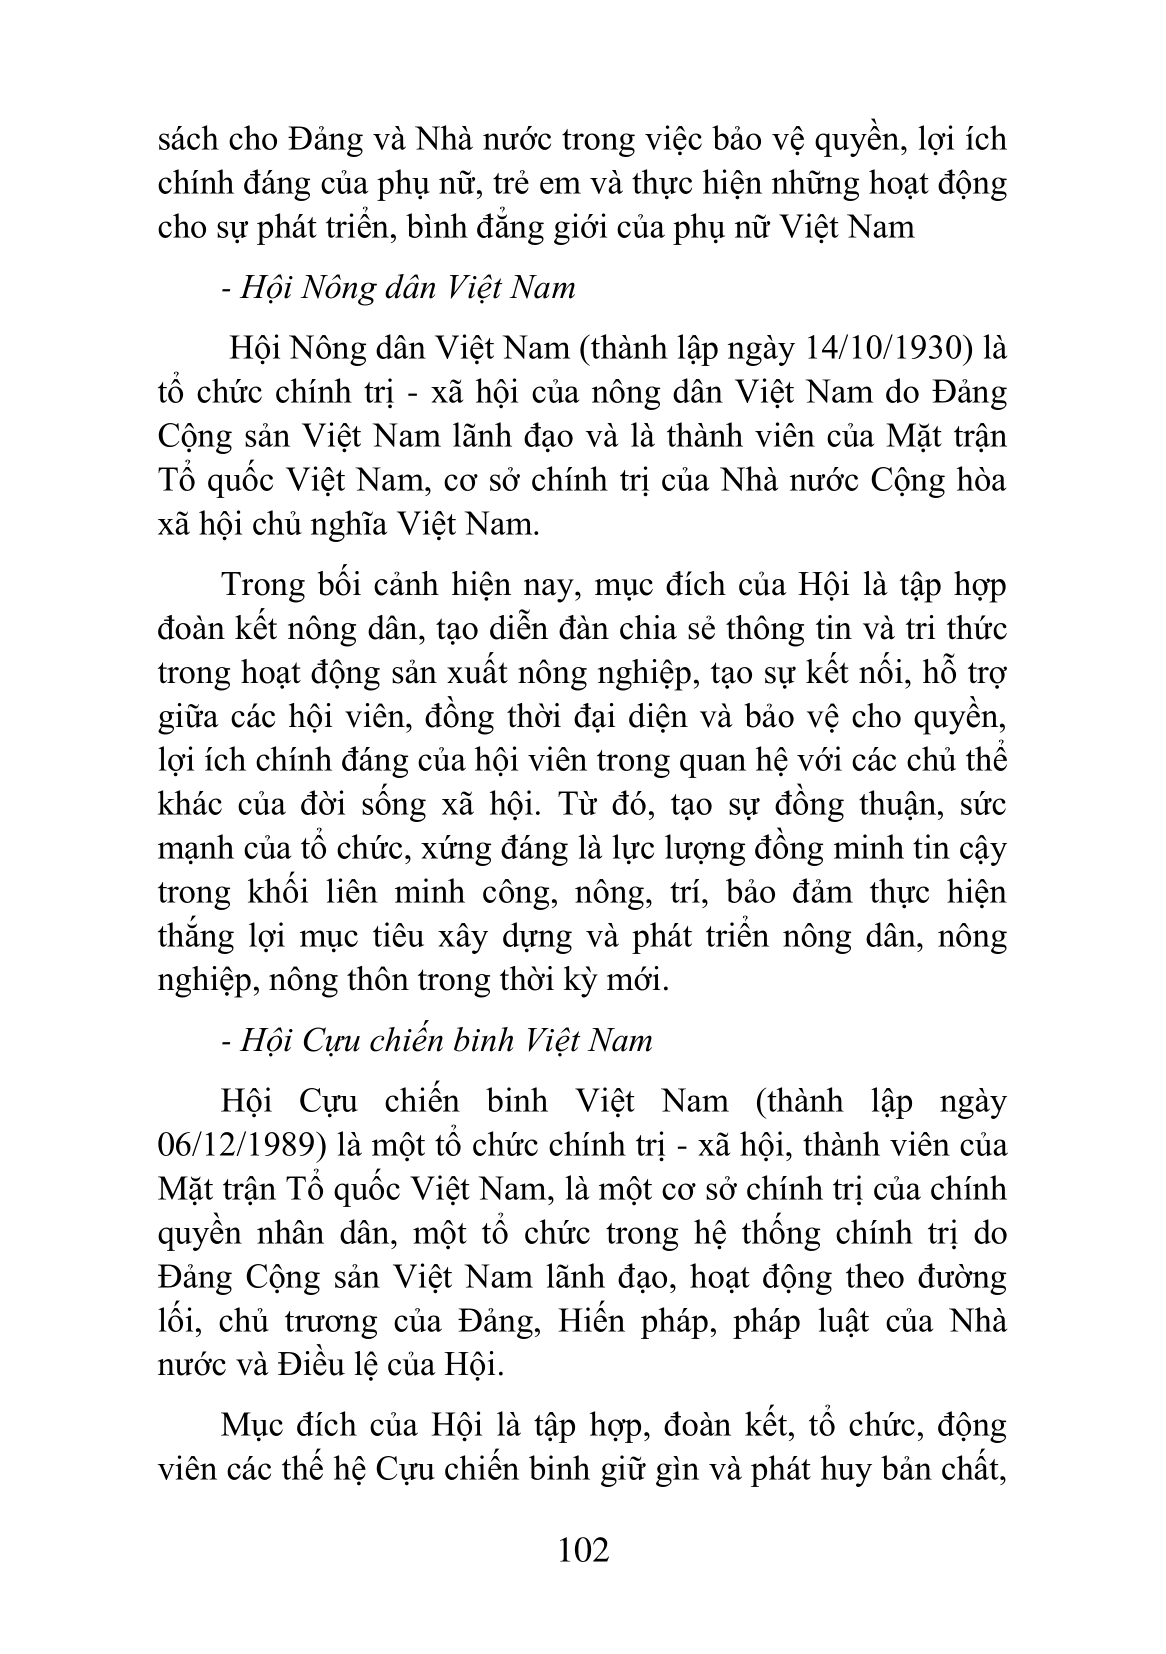 sách cho Đảng và Nhà nước trong việc bảo vệ quyền, lợi ích
chính đáng của phụ nữ, trẻ em và thực hiện những hoạt động
cho sự phát triển, bình đẳng giới của phụ nữ Việt Nam
- Hội Nông dân Việt Nam
Hội Nông dân Việt Nam (thành lập ngày 14/10/1930) là
tổ chức chính trị - xã hội của nông dân Việt Nam do Đảng
Cộng sản Việt Nam lãnh đạo và là thành viên của Mặt trận
Tổ quốc Việt Nam, cơ sở chính trị của Nhà nước Cộng hòa
xã hội chủ nghĩa Việt Nam.
Trong bối cảnh hiện nay, mục đích của Hội là tập hợp
đoàn kết nông dân, tạo diễn đàn chia sẻ thông tin và tri thức
trong hoạt động sản xuất nông nghiệp, tạo sự kết nối, hỗ trợ
giữa các hội viên, đồng thời đại diện và bảo vệ cho quyền,
lợi ích chính đáng của hội viên trong quan hệ với các chủ thể
khác của đời sống xã hội. Từ đó, tạo sự đồng thuận, sức
mạnh của tổ chức, xứng đáng là lực lượng đồng minh tin cậy
trong khối liên minh công, nông, trí, bảo đảm thực hiện
thắng lợi mục tiêu xây dựng và phát triển nông dân, nông
nghiệp, nông thôn trong thời kỳ mới.
- Hội Cựu chiến binh Việt Nam
Hội Cựu chiến binh Việt Nam (thành lập ngày
06/12/1989) là một tổ chức chính trị - xã hội, thành viên của
Mặt trận Tổ quốc Việt Nam, là một cơ sở chính trị của chính
quyền nhân dân, một tổ chức trong hệ thống chính trị do
Đảng Cộng sản Việt Nam lãnh đạo, hoạt động theo đường
lối, chủ trương của Đảng, Hiến pháp, pháp luật của Nhà
nước và Điều lệ của Hội.
Mục đích của Hội là tập hợp, đoàn kết, tổ chức, động
viên các thế hệ Cựu chiến binh giữ gìn và phát huy bản chất,
102